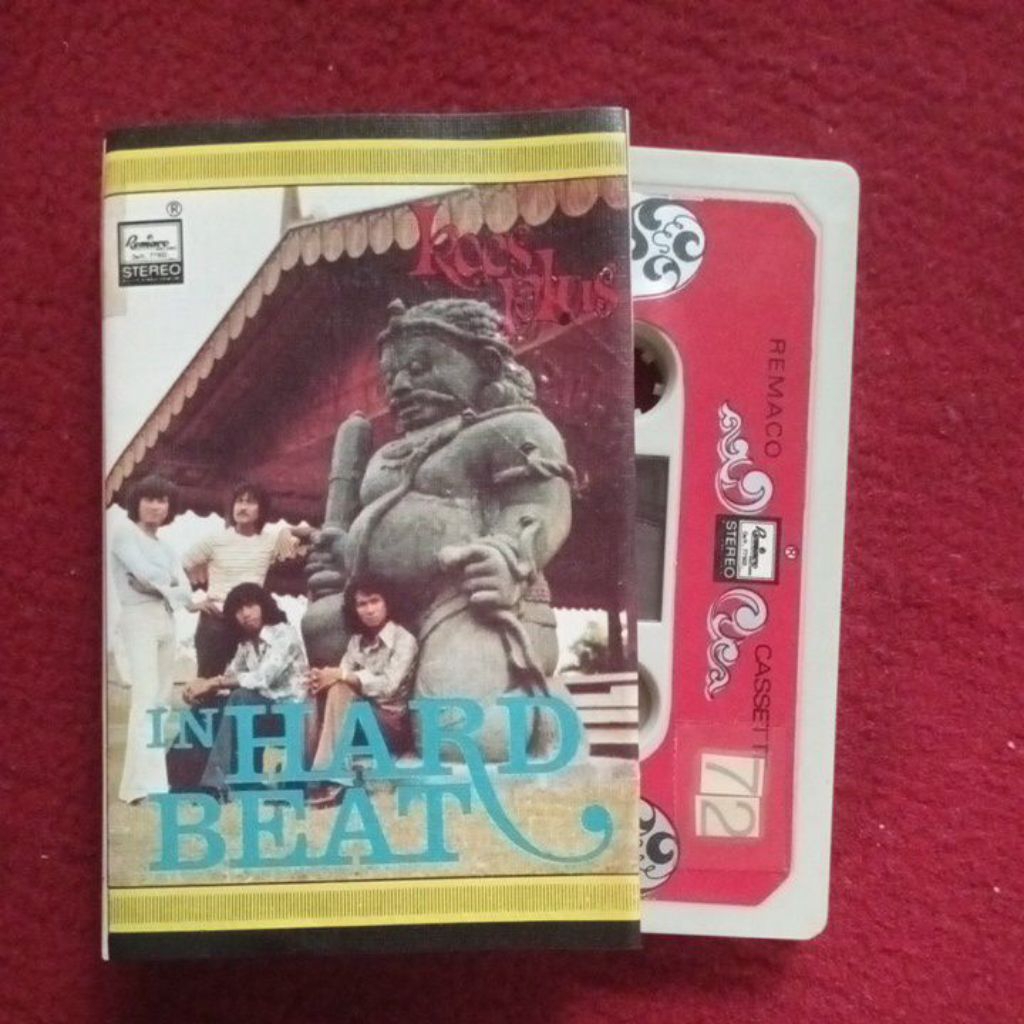 Remaco
STEREO
®
Koes
Plus
IN HARD
BEAT
REMACO
Remaco
STEREO
CASSETT
72